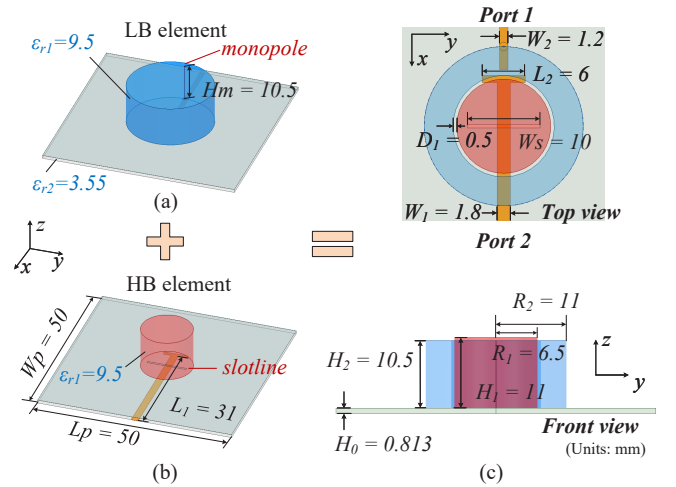 LB element
εr1=9.5
monopole
Hm = 10.5
εr2=3.55
(a)
Port 1
y
x
W2 = 1.2
L2 = 6
D1 = 0.5
Ws = 10
W1 = 1.8
Top view
Port 2
z
y
x
HB element
Wp = 50
εr1=9.5
slotline
L1 = 31
Lp = 50
(b)
R2 = 11
H2 = 10.5
R1 = 6.5
z
y
H1 = 11
Front view
H0 = 0.813
(Units: mm)
(c)